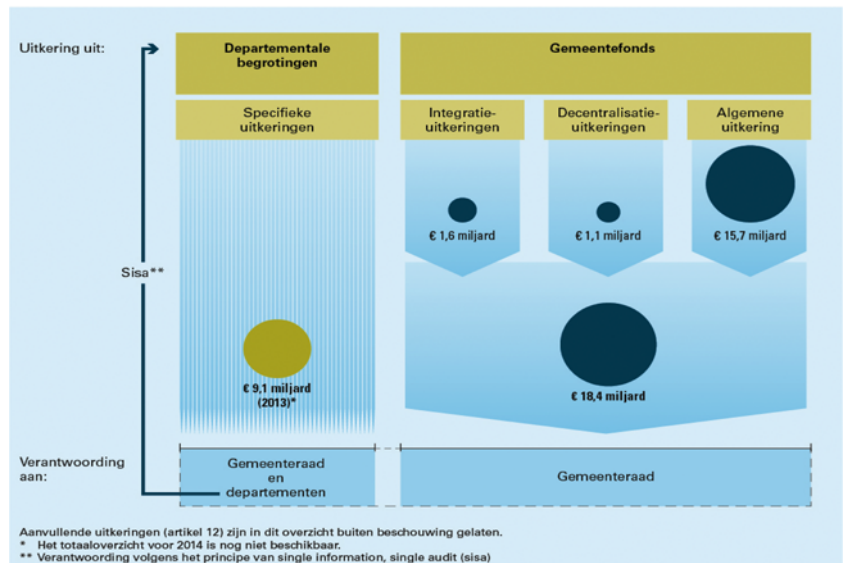 Uitkering uit:
Departementale
begrotingen
Gemeentefonds
Specifieke
uitkeringen
Integratie-
uitkeringen
Decentralisatie-
uitkeringen
Algemene
uitkering
€ 1,6 miljard
€ 1,1 miljard
€ 15,7 miljard
Sisa**
€ 9,1 miljard
(2013)*
€ 18,4 miljard
Verantwoording
aan:
Gemeenteraad
en
departementen
Gemeenteraad
Aanvullende uitkeringen (artikel 12) zijn in dit overzicht buiten beschouwing gelaten.
* Het totaaloverzicht voor 2014 is nog niet beschikbaar.
** Verantwoording volgens het principe van single information, single audit (sisa)